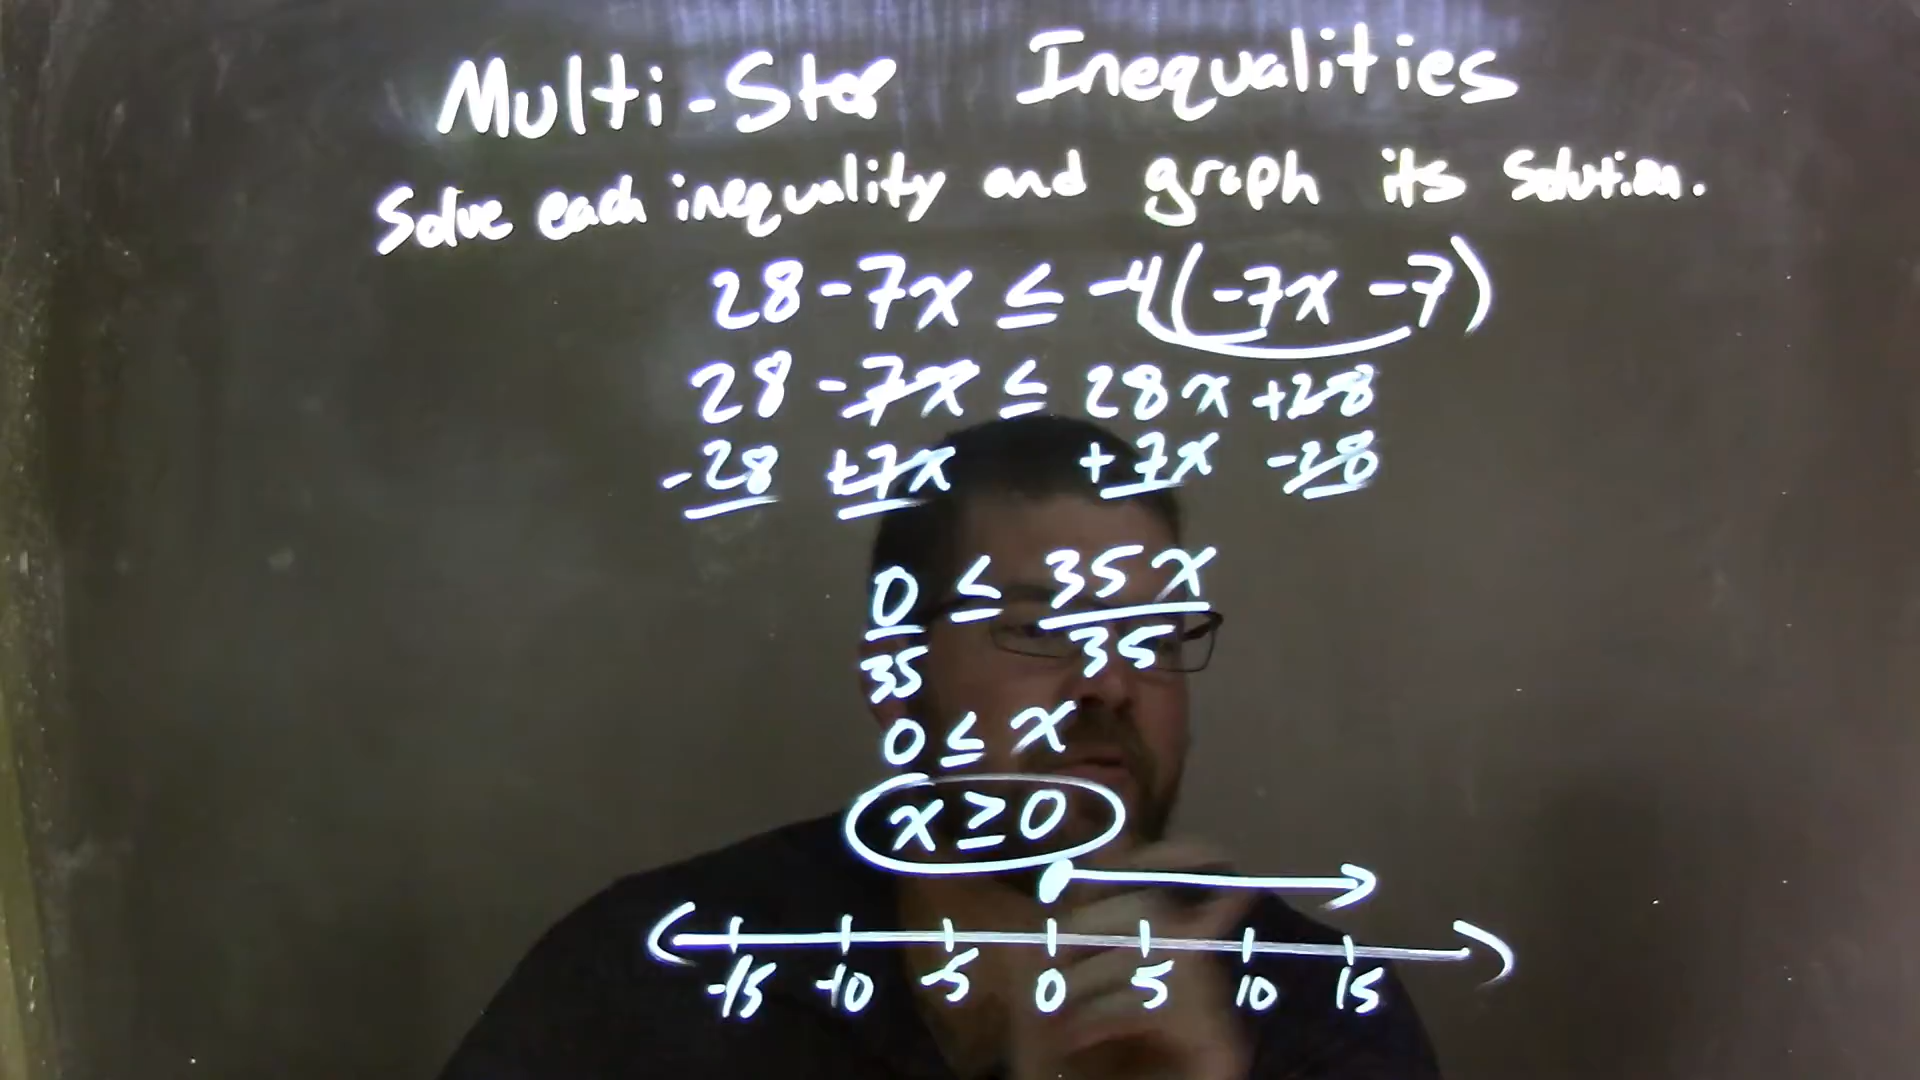 Multi-Step Inequalities
Solve each inequality and graph its solution.
28-7x ≤ -4(-7x-7)
28-7x ≤ 28x+28
-28 +7x +7x -28
0/35 ≤ 35x/35
0 ≤ x
x ≥ 0
-15 -10 -5 0 5 10 15